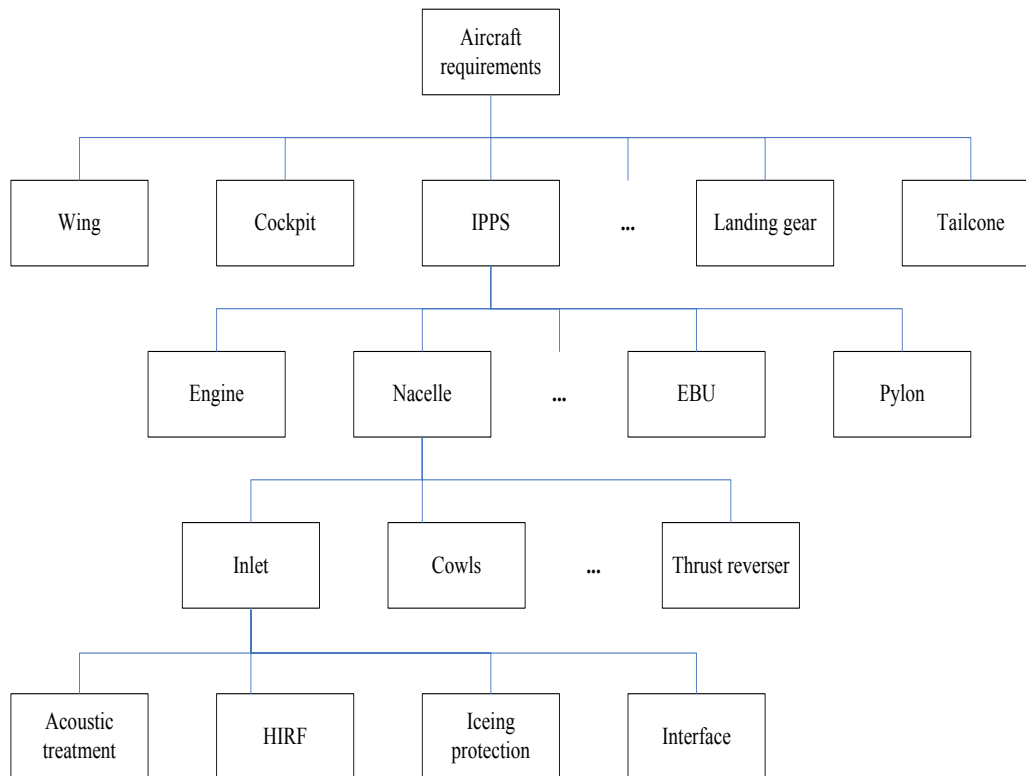 Aircraft
requirements
Wing
Cockpit
IPPS
...
Landing gear
Tailcone
Engine
Nacelle
...
EBU
Pylon
Inlet
Cowls
...
Thrust reverser
Acoustic
treatment
HIRF
Iceing
protection
Interface